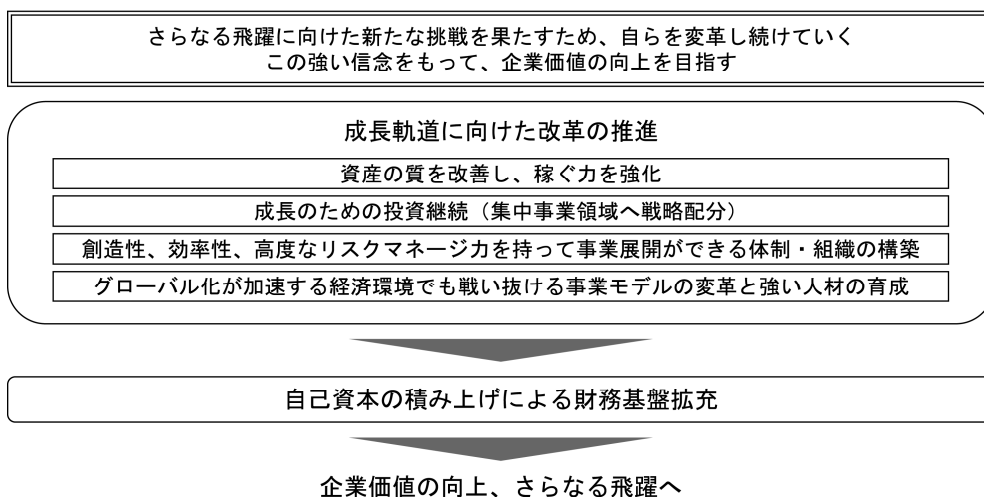 さらなる飛躍に向けた新たな挑戦を果たすため、自らを変革し続けていく
この強い信念をもって、企業価値の向上を目指す
成長軌道に向けた改革の推進
資産の質を改善し、稼ぐ力を強化
成長のための投資継続（集中事業領域へ戦略配分）
創造性、効率性、高度なリスクマネージ力を持って事業展開ができる体制・組織の構築
グローバル化が加速する経済環境でも戦い抜ける事業モデルの変革と強い人材の育成
自己資本の積み上げによる財務基盤拡充
企業価値の向上、さらなる飛躍へ